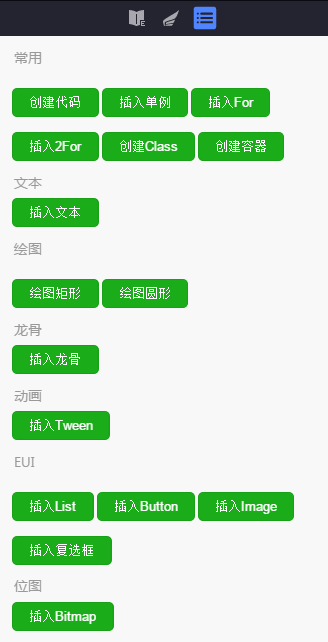 常用
创建代码 插入单例 插入For
插入2For 创建Class 创建容器
文本
插入文本
绘图
绘图矩形 绘图圆形
龙骨
插入龙骨
动画
插入Tween
EUI
插入List 插入Button 插入Image
插入复选框
位图
插入Bitmap